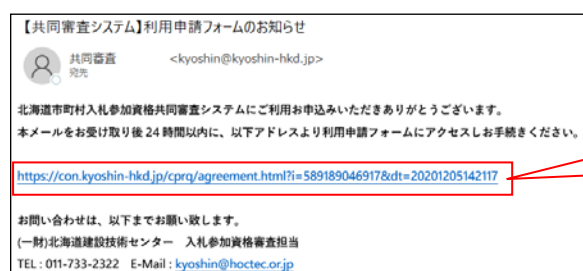 【共同審査システム】利用申請フォームのお知らせ
共同審査 <kyoshin@kyoshin-hkd.jp>
宛先
北海道市町村入札参加資格共同審査システムにご利用お申込みいただきありがとうございます。
本メールをお受け取り後 24 時間以内に、以下アドレスより利用申請フォームにアクセスしお手続きください。
https://con.kyoshin-hkd.jp/cprq/agreement.html?i=589189046917&dt=20201205142117
お問い合わせは、以下までお願い致します。
(一財)北海道建設技術センター 入札参加資格審査担当
TEL : 011-733-2322 E-Mail : kyoshin@hoctec.or.jp